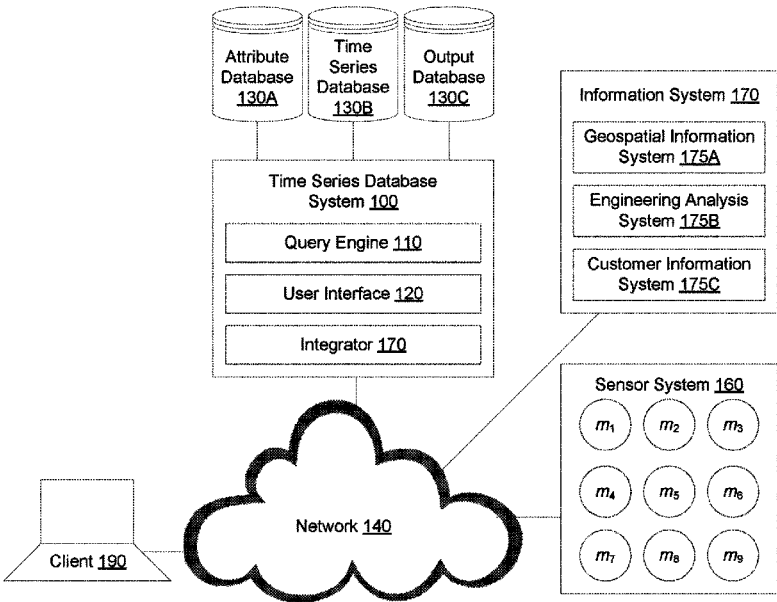 Attribute
Database
130A
Time
Series
Database
130B
Output
Database
130C
Time Series Database
System 100
Query Engine 110
User Interface 120
Integrator 170
Information System 170
Geospatial Information
System 175A
Engineering Analysis
System 175B
Customer Information
System 175C
Sensor System 160
m1 m2 m3
m4 m5 m6
m7 m8 m9
Network 140
Client 190